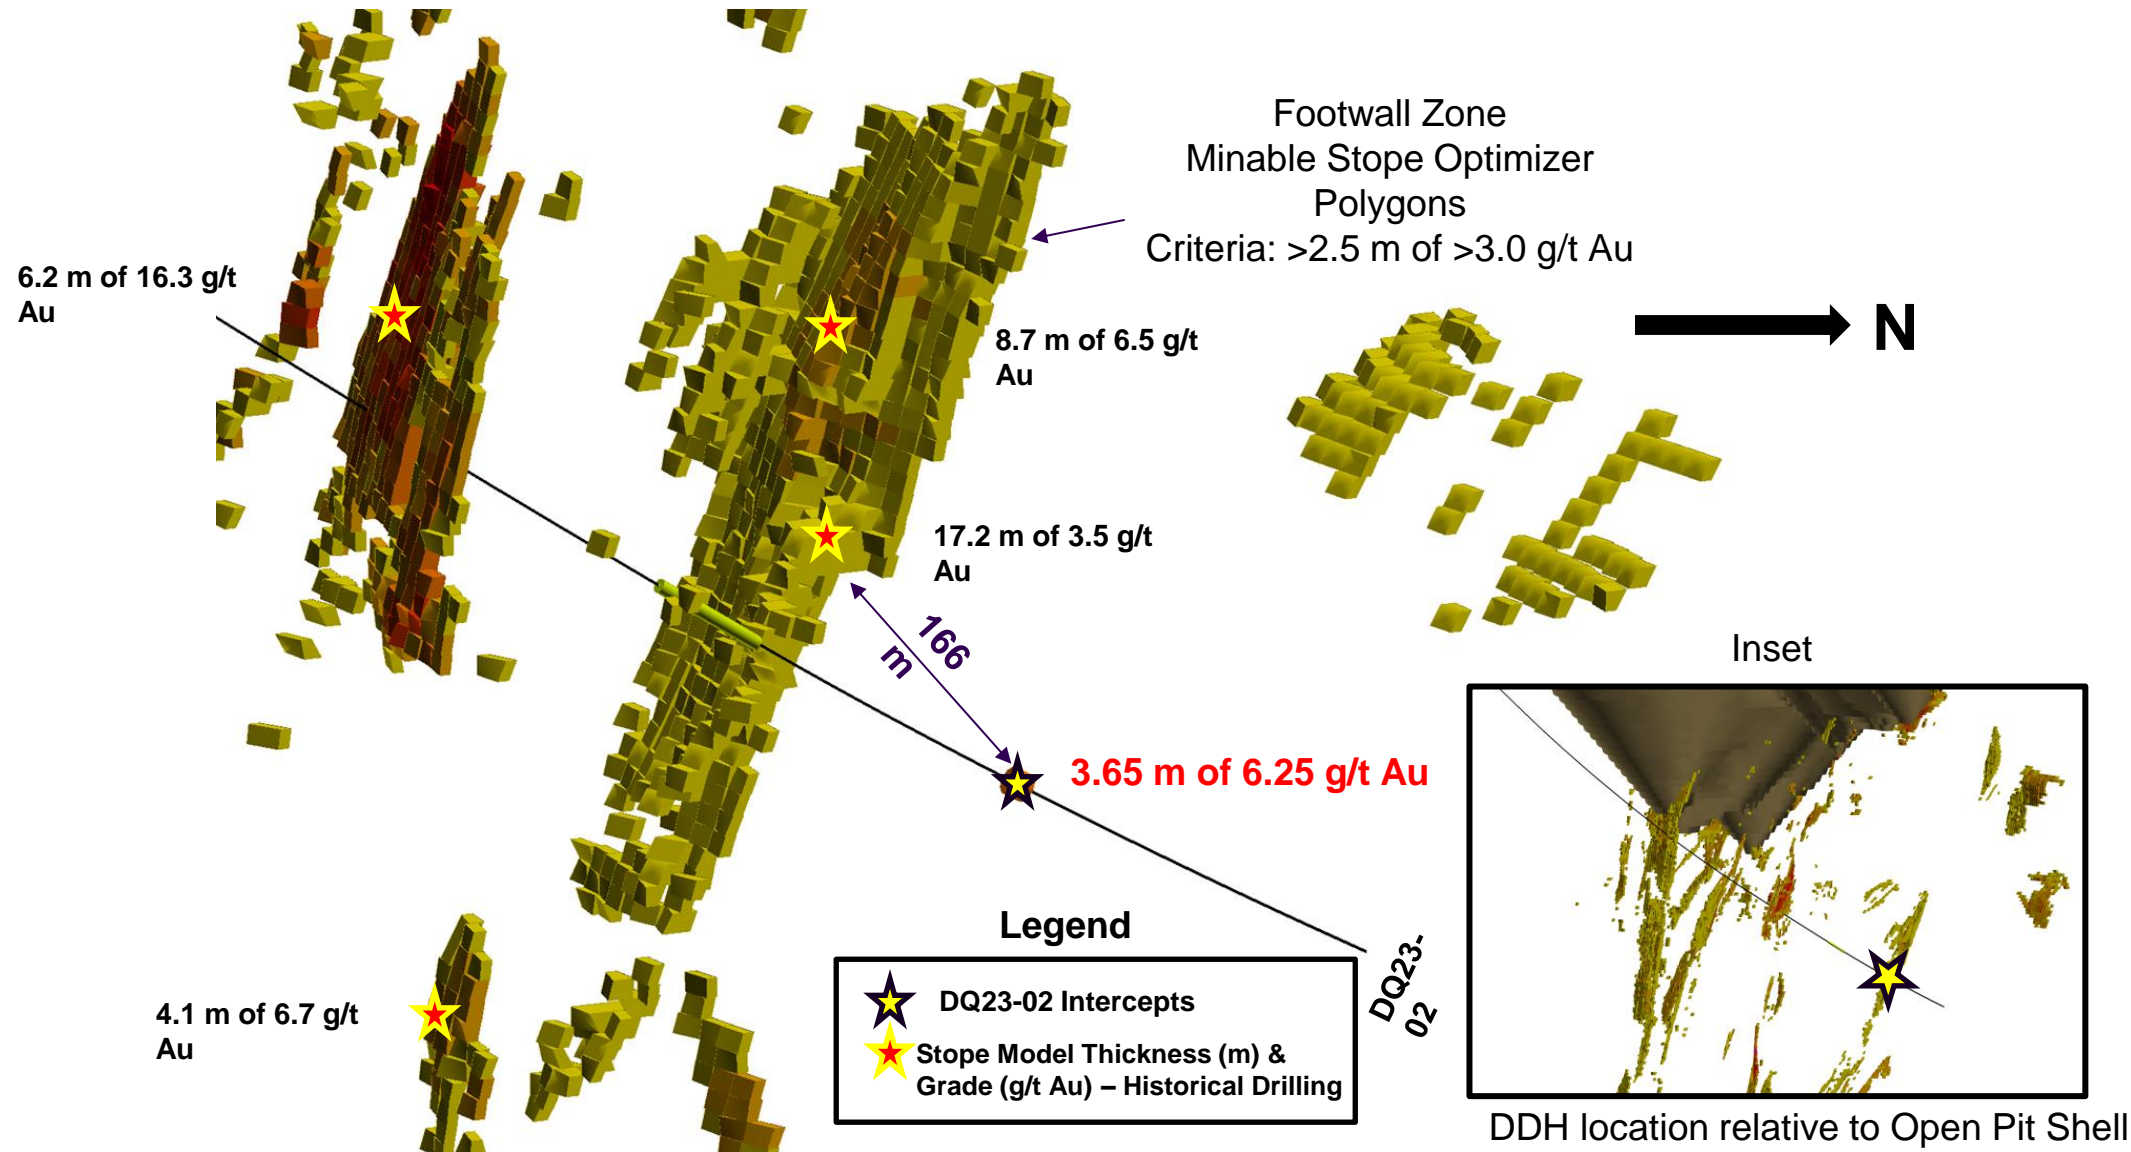 Footwall Zone
Minable Stope Optimizer
Polygons
Criteria: >2.5 m of >3.0 g/t Au
6.2 m of 16.3 g/t
Au
N
8.7 m of 6.5 g/t
Au
17.2 m of 3.5 g/t
Au
166
m
Inset
3.65 m of 6.25 g/t Au
Legend
DQ23-02 Intercepts
Stope Model Thickness (m) &
Grade (g/t Au) – Historical Drilling
DQ23-
02
4.1 m of 6.7 g/t
Au
DDH location relative to Open Pit Shell